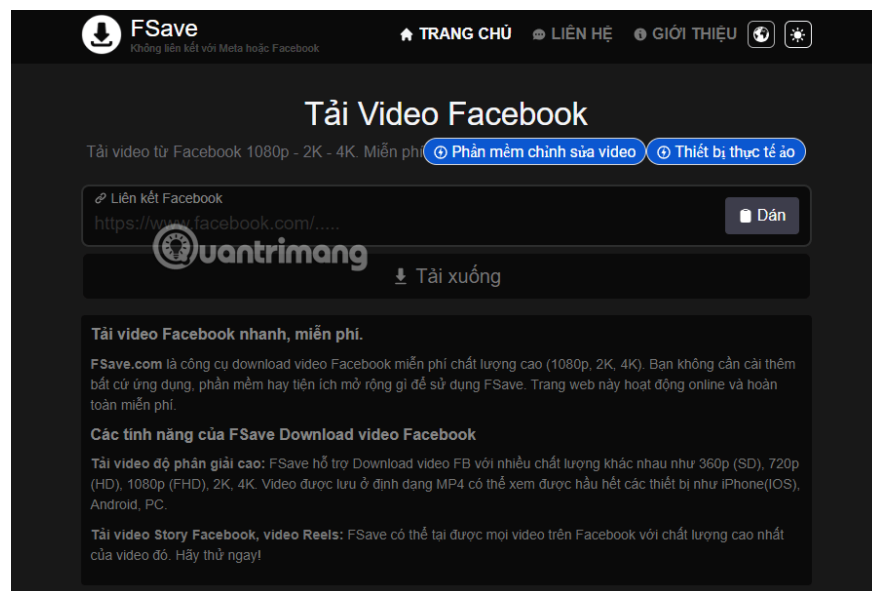 FSave
Không liên kết với Meta hoặc Facebook
TRANG CHỦ
LIÊN HỆ
GIỚI THIỆU
Tải Video Facebook
Tải video từ Facebook 1080p - 2K - 4K. Miễn phí
Phần mềm chỉnh sửa video
Thiết bị thực tế ảo
Liên kết Facebook
https://www.facebook.com/.....
Dán
Quantrimang
Tải xuống
Tải video Facebook nhanh, miễn phí.
FSave.com là công cụ download video Facebook miễn phí chất lượng cao (1080p, 2K, 4K). Bạn không cần cài thêm
bất cứ ứng dụng, phần mềm hay tiện ích mở rộng gì để sử dụng FSave. Trang web này hoạt động online và hoàn
toàn miễn phí.
Các tính năng của FSave Download video Facebook
Tải video độ phân giải cao: FSave hỗ trợ Download video FB với nhiều chất lượng khác nhau như 360p (SD), 720p
(HD), 1080p (FHD), 2K, 4K. Video được lưu ở định dạng MP4 có thể xem được hầu hết các thiết bị như iPhone(IOS),
Android, PC.
Tải video Story Facebook, video Reels: FSave có thể tại được mọi video trên Facebook với chất lượng cao nhất
của video đó. Hãy thử ngay!